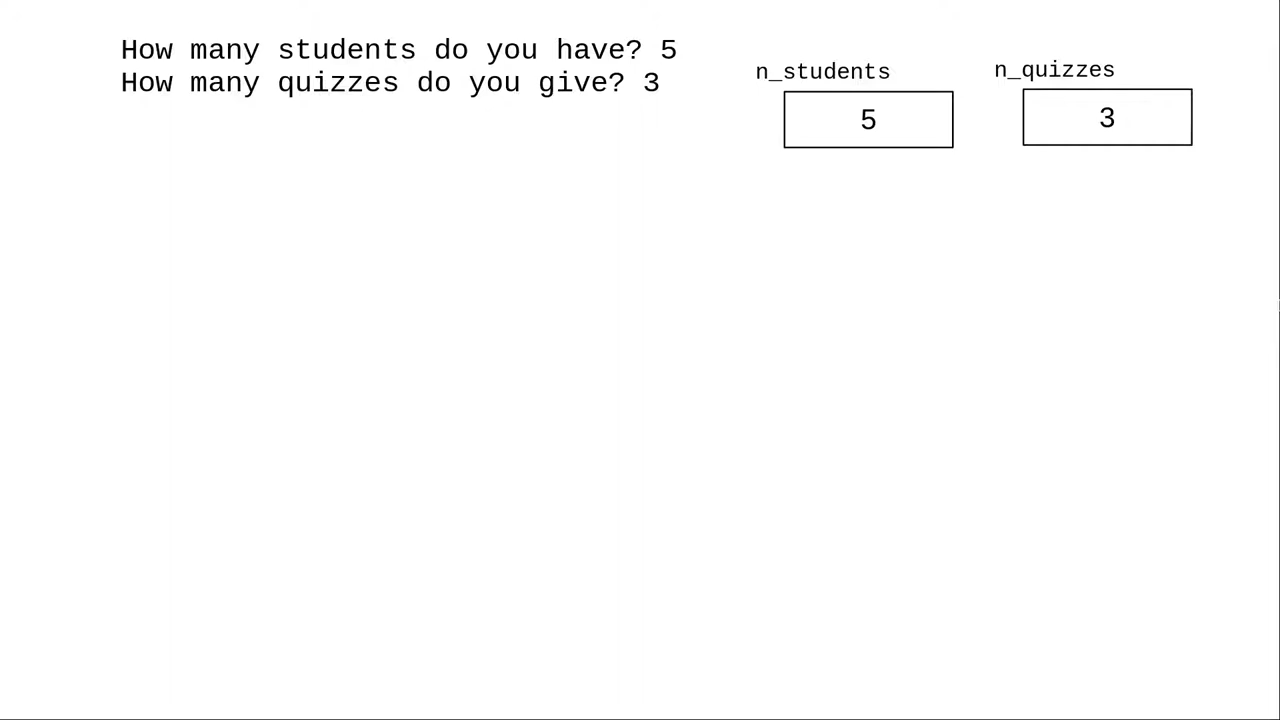 How many students do you have? 5
How many quizzes do you give? 3
n_students
5
n_quizzes
3